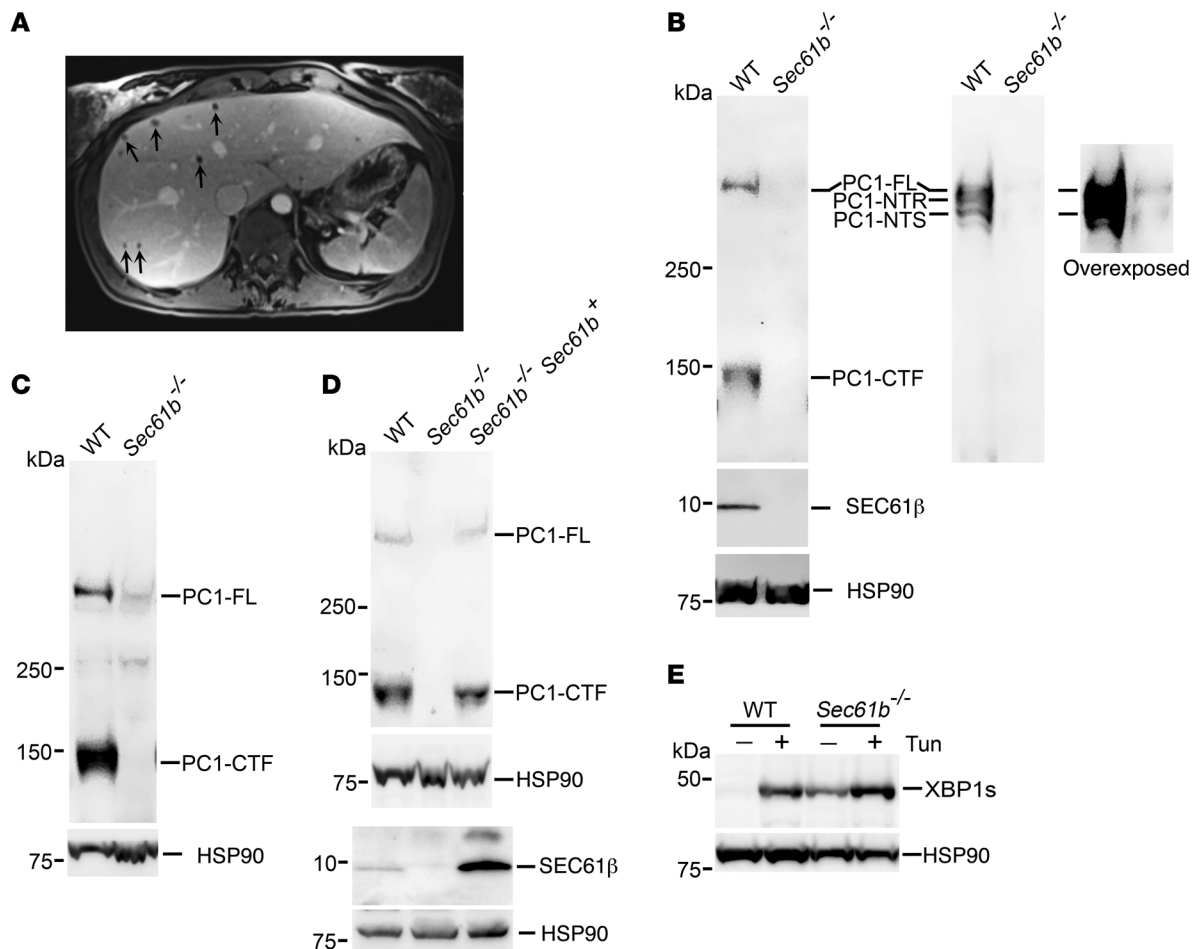 A
B
WT Sec61b-/- WT Sec61b-/-
kDa
PC1-FL
PC1-NTR
PC1-NTS
250
Overexposed
150
PC1-CTF
10
SEC61β
HSP90
75
C
WT Sec61b-/-
kDa
PC1-FL
250
150
PC1-CTF
75
HSP90
D
WT Sec61b-/- Sec61b-/- Sec61b+
kDa
PC1-FL
250
150
PC1-CTF
75
HSP90
10
SEC61β
75
HSP90
E
WT Sec61b-/-
kDa
– + – + Tun
50
XBP1s
HSP90
75